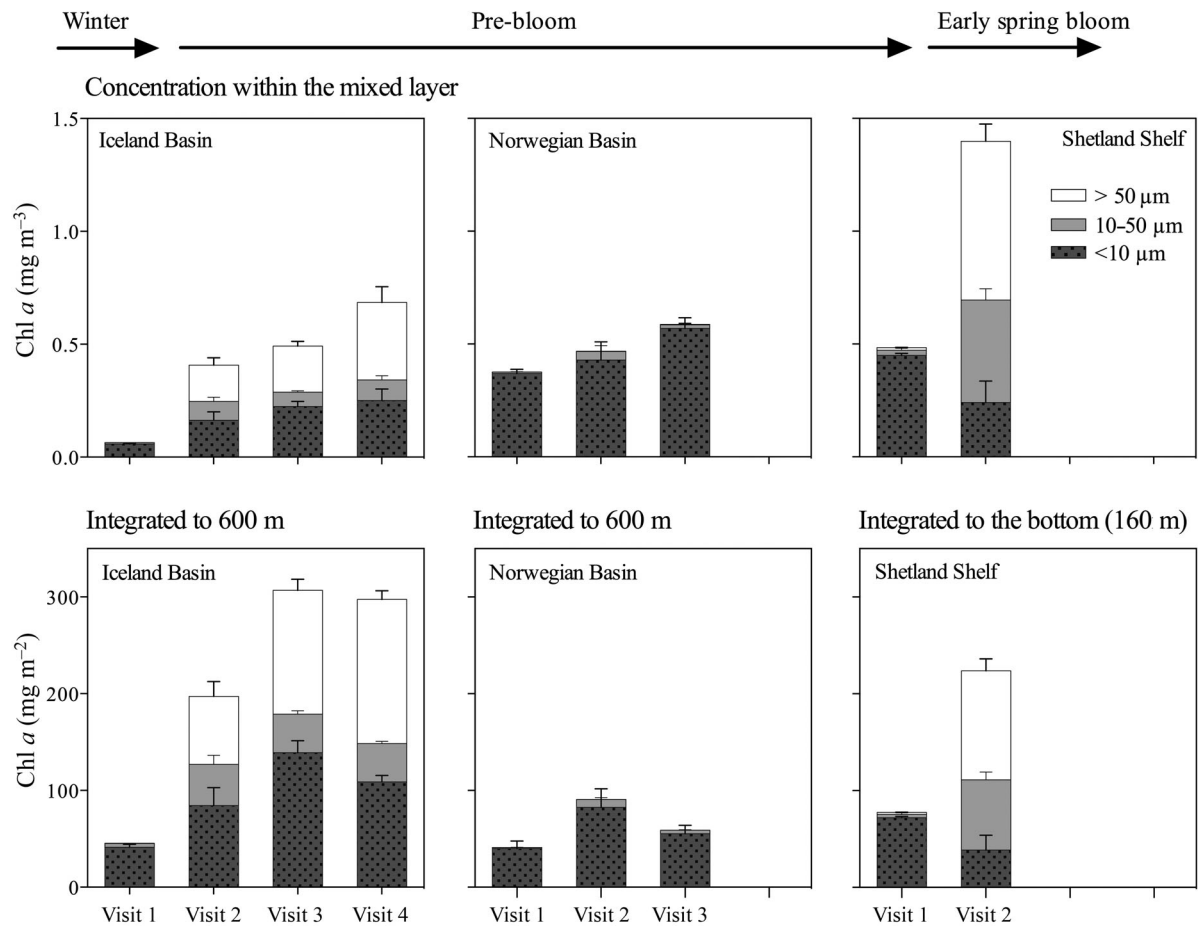 Winter Pre-bloom Early spring bloom
Concentration within the mixed layer
Chl a (mg m−3)
1.5
1.0
0.5
0.0
Iceland Basin
Norwegian Basin
Shetland Shelf
> 50 µm
10–50 µm
<10 µm
Integrated to 600 m
Integrated to 600 m
Integrated to the bottom (160 m)
Chl a (mg m−2)
300
200
100
0
Iceland Basin
Norwegian Basin
Shetland Shelf
Visit 1 Visit 2 Visit 3 Visit 4
Visit 1 Visit 2 Visit 3
Visit 1 Visit 2